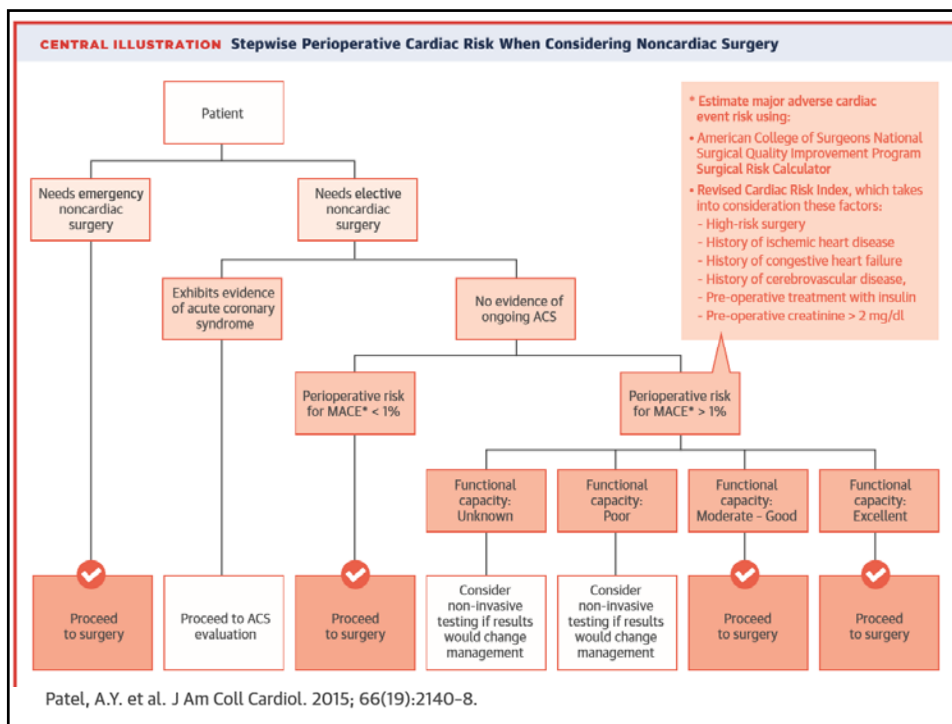 CENTRAL ILLUSTRATION Stepwise Perioperative Cardiac Risk When Considering Noncardiac Surgery
Patient
* Estimate major adverse cardiac
event risk using:
• American College of Surgeons National
Surgical Quality Improvement Program
Surgical Risk Calculator
• Revised Cardiac Risk Index, which takes
into consideration these factors:
- High-risk surgery
- History of ischemic heart disease
- History of congestive heart failure
- History of cerebrovascular disease,
- Pre-operative treatment with insulin
- Pre-operative creatinine > 2 mg/dl
Needs emergency
noncardiac
surgery
Needs elective
noncardiac
surgery
Exhibits evidence
of acute coronary
syndrome
No evidence of
ongoing ACS
Perioperative risk
for MACE* < 1%
Perioperative risk
for MACE* > 1%
Functional
capacity:
Unknown
Functional
capacity:
Poor
Functional
capacity:
Moderate - Good
Functional
capacity:
Excellent
Proceed
to surgery
Proceed to ACS
evaluation
Proceed
to surgery
Consider
non-invasive
testing if results
would change
management
Consider
non-invasive
testing if results
would change
management
Proceed
to surgery
Proceed
to surgery
Patel, A.Y. et al. J Am Coll Cardiol. 2015; 66(19):2140-8.